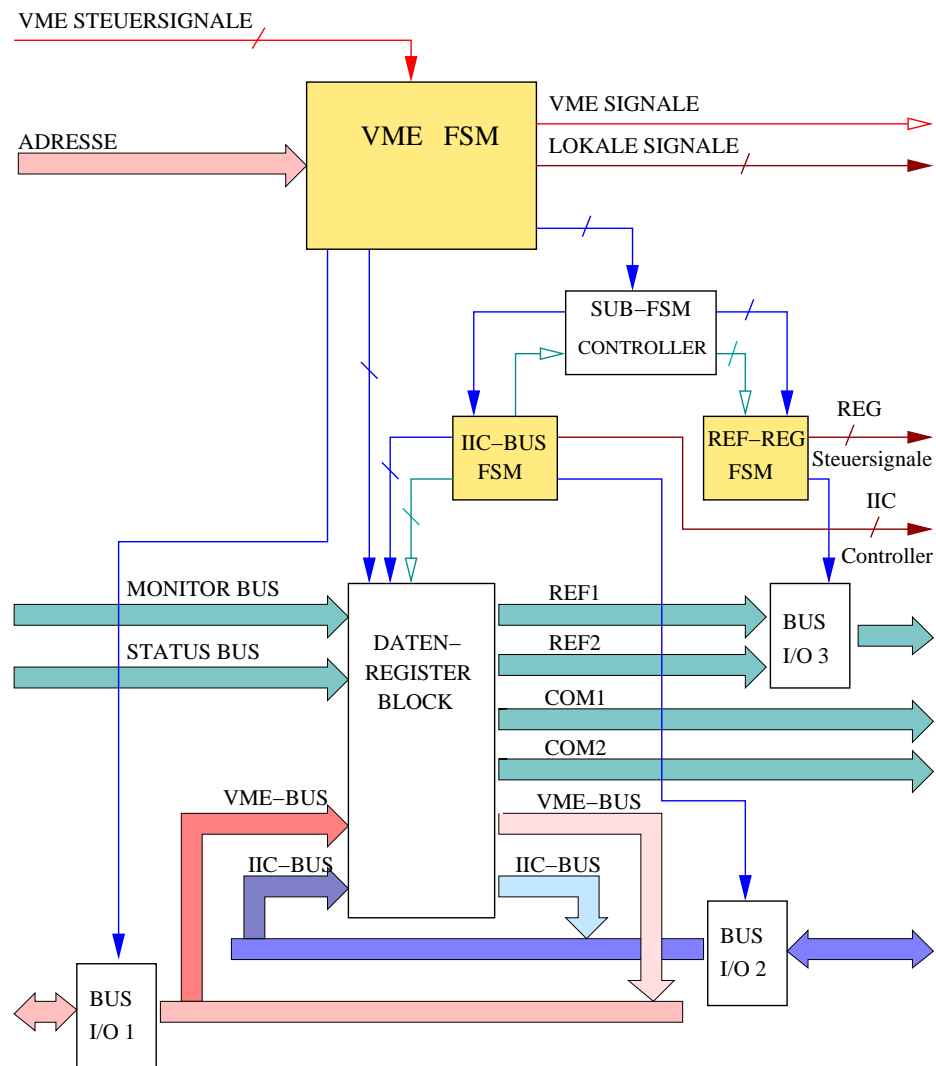 VME STEUERSIGNALE
VME FSM
VME SIGNALE
ADRESSE
LOKALE SIGNALE
SUB–FSM
CONTROLLER
IIC–BUS
FSM
REF–REG
FSM
REG
Steuersignale
IIC
Controller
MONITOR BUS
STATUS BUS
DATEN–
REGISTER
BLOCK
REF1
REF2
COM1
COM2
BUS
I/O 3
VME–BUS
VME–BUS
IIC–BUS
IIC–BUS
BUS
I/O 2
BUS
I/O 1